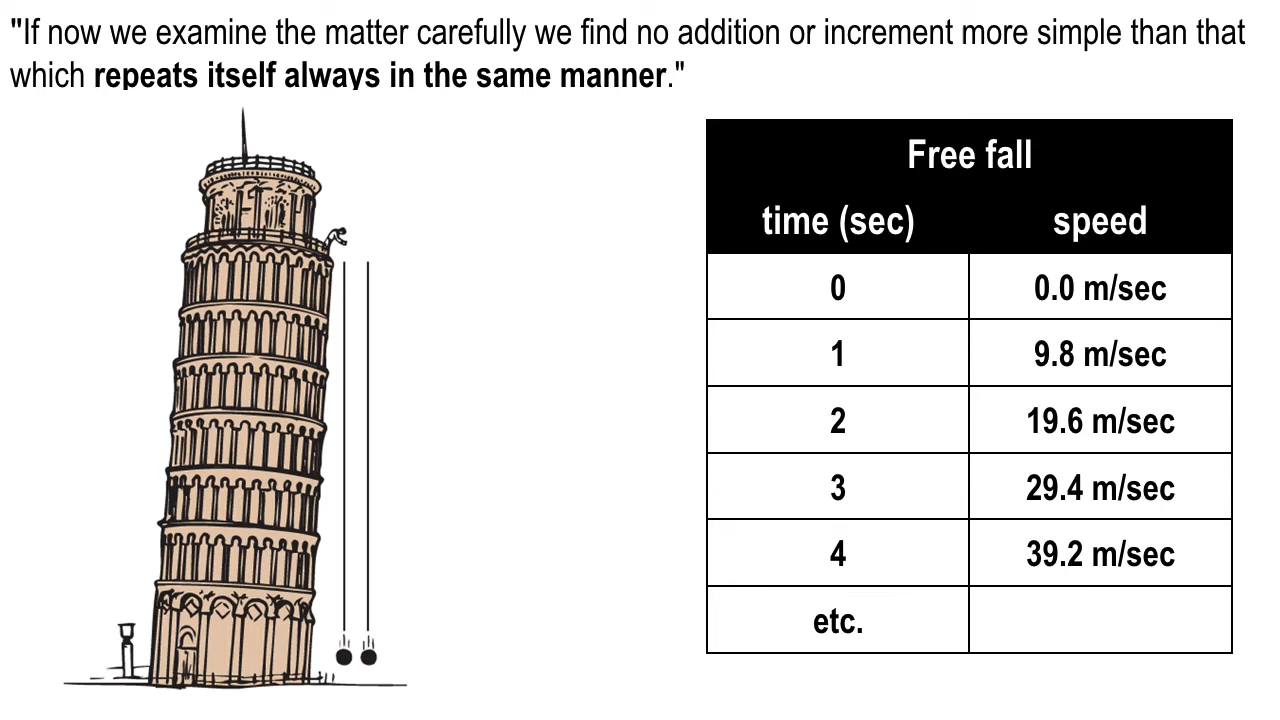 "If now we examine the matter carefully we find no addition or increment more simple than that
which repeats itself always in the same manner."
Free fall
time (sec) speed
0 0.0 m/sec
1 9.8 m/sec
2 19.6 m/sec
3 29.4 m/sec
4 39.2 m/sec
etc.